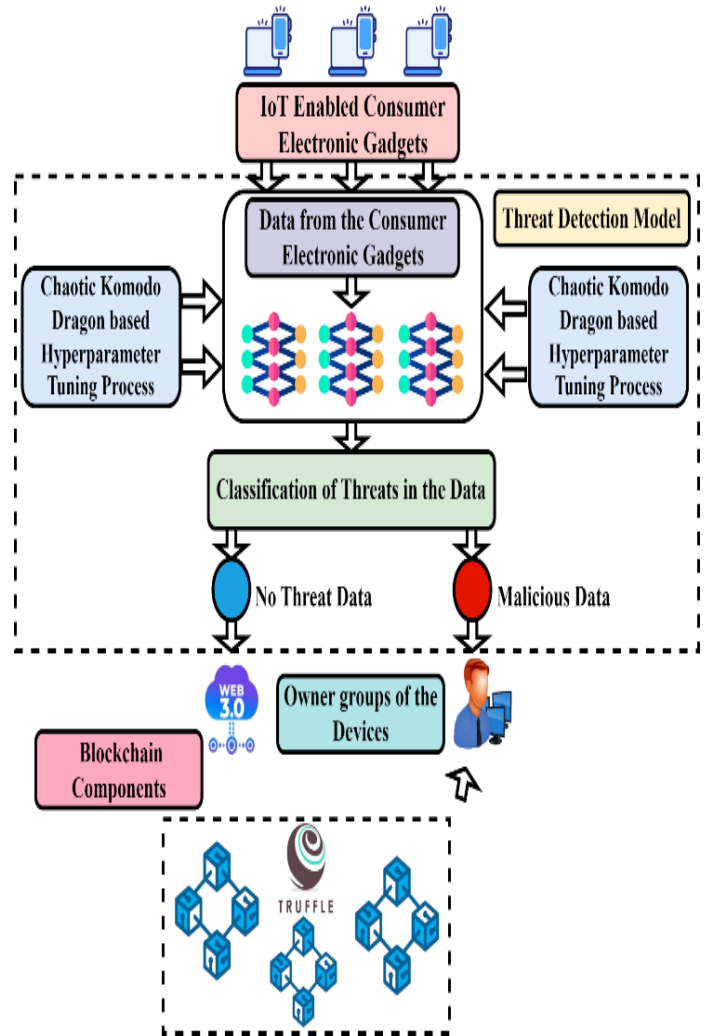 IoT Enabled Consumer
Electronic Gadgets
Data from the Consumer
Electronic Gadgets
Threat Detection Model
Chaotic Komodo
Dragon based
Hyperparameter
Tuning Process
Chaotic Komodo
Dragon based
Hyperparameter
Tuning Process
Classification of Threats in the Data
No Threat Data
Malicious Data
WEB
3.0
Owner groups of the
Devices
Blockchain
Components
TRUFFLE